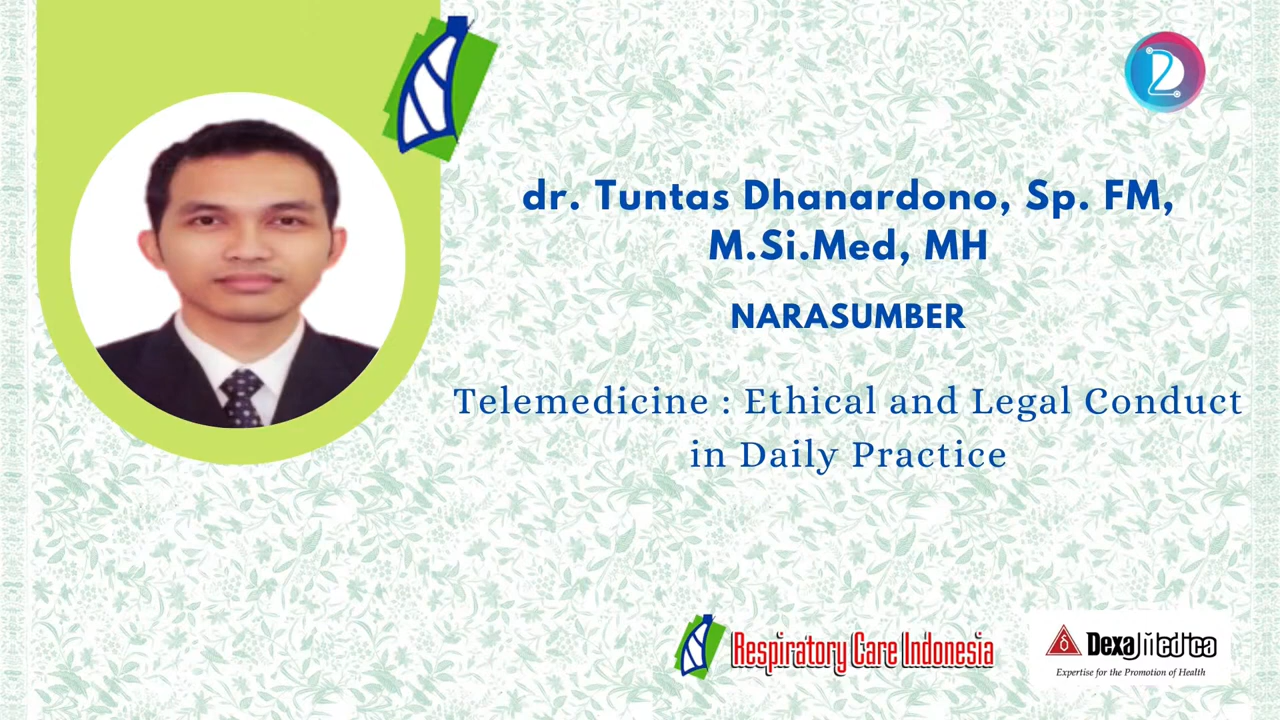 dr. Tuntas Dhanardono, Sp. FM,
M.Si.Med, MH
NARASUMBER
Telemedicine : Ethical and Legal Conduct
in Daily Practice
Respiratory Care Indonesia
Dexa Medica
Expertise for the Promotion of Health